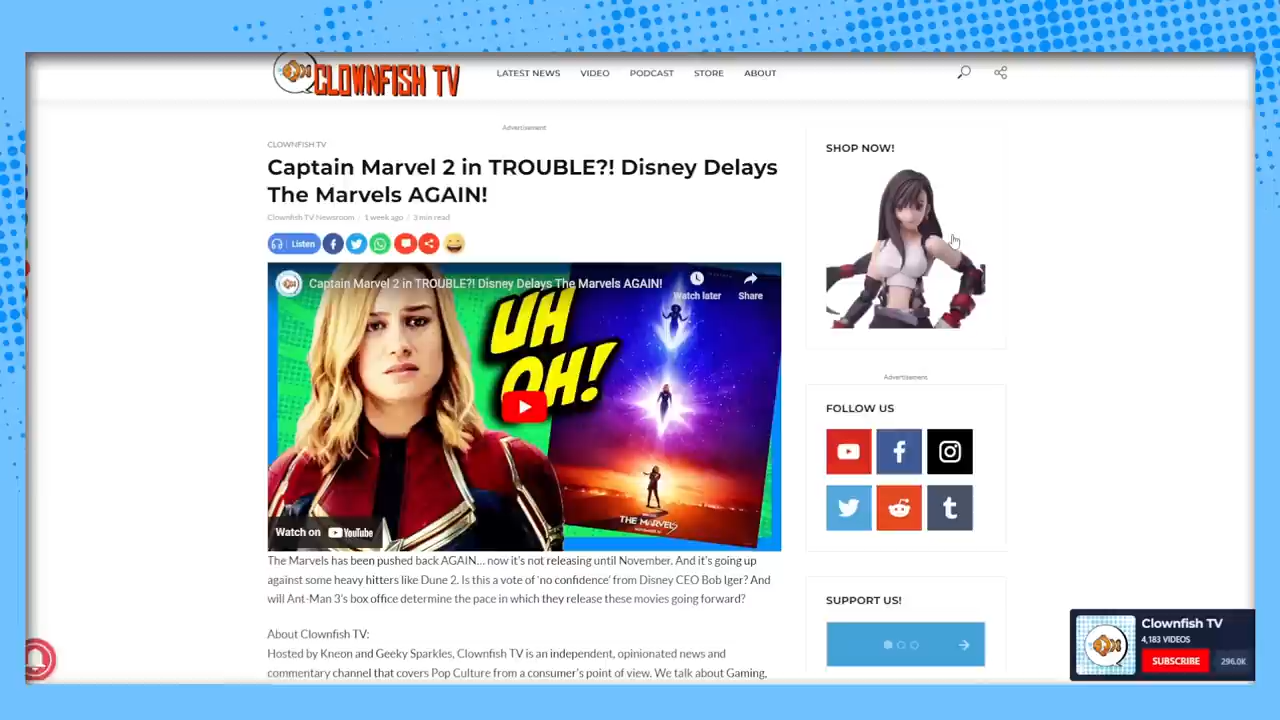 CLOWNFISH TV
LATEST NEWS
VIDEO
PODCAST
STORE
ABOUT
Advertisement
CLOWNFISH TV
Captain Marvel 2 in TROUBLE?! Disney Delays
The Marvels AGAIN!
Clownfish TV Newsroom / 1 week ago / 3 min read
Listen
Captain Marvel 2 in TROUBLE?! Disney Delays The Marvels AGAIN!
Watch later
Share
UH
OH!
THE MARVELS
Watch on YouTube
The Marvels has been pushed back AGAIN… now it's not releasing until November. And it's going up
against some heavy hitters like Dune 2. Is this a vote of 'no confidence' from Disney CEO Bob Iger? And
will Ant-Man 3's box office determine the pace in which they release these movies going forward?
About Clownfish TV:
Hosted by Kneon and Geeky Sparkles, Clownfish TV is an independent, opinionated news and
commentary channel that covers Pop Culture from a consumer's point of view. We talk about Gaming,
SHOP NOW!
Advertisement
FOLLOW US
SUPPORT US!
Clownfish TV
4,183 VIDEOS
SUBSCRIBE
296.0K